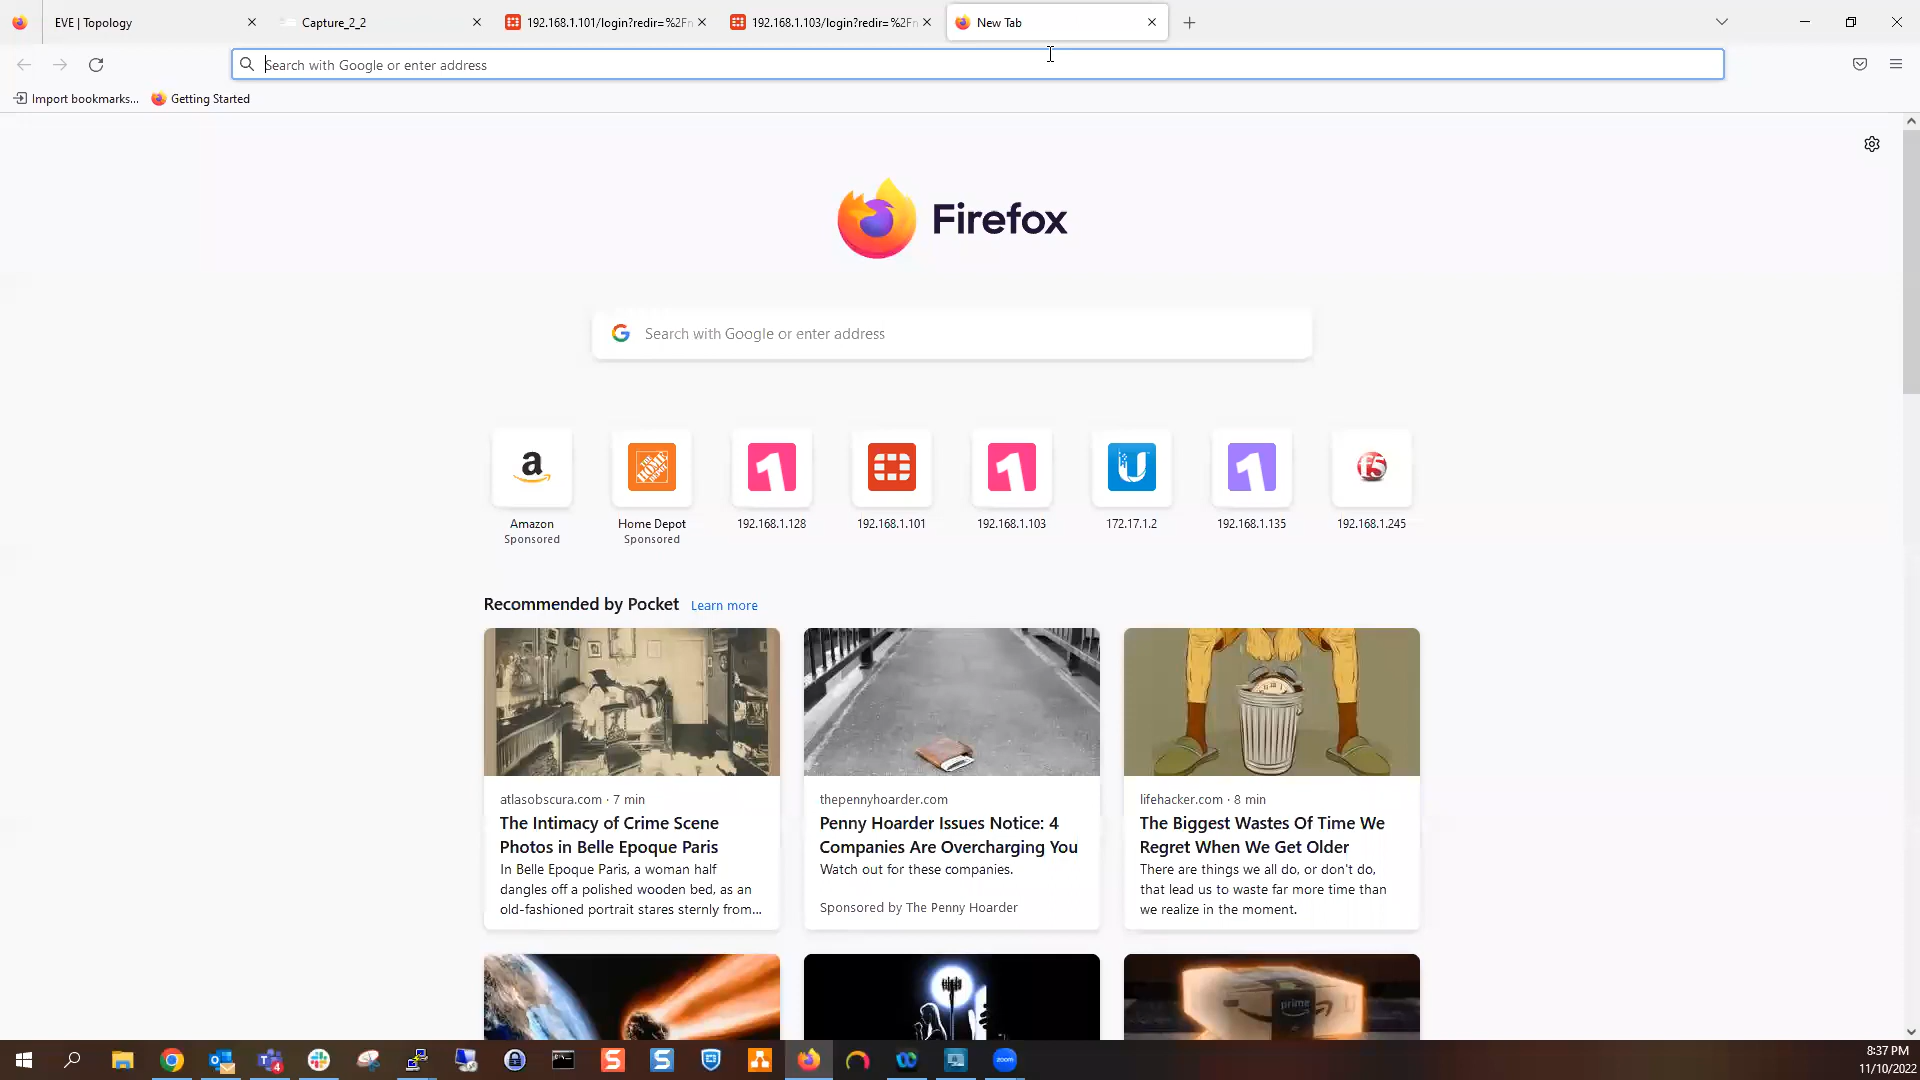 EVE | Topology
Capture_2_2
192.168.1.101/login?redir=%2Fn
192.168.1.103/login?redir=%2Fn
New Tab
Search with Google or enter address
Import bookmarks...
Getting Started
Firefox
Search with Google or enter address
Amazon
Sponsored
Home Depot
Sponsored
192.168.1.128
192.168.1.101
192.168.1.103
172.17.1.2
192.168.1.135
192.168.1.245
Recommended by Pocket Learn more
atlasobscura.com · 7 min
The Intimacy of Crime Scene
Photos in Belle Epoque Paris
In Belle Epoque Paris, a woman half
dangles off a polished wooden bed, as an
old-fashioned portrait stares sternly from...
thepennyhoarder.com
Penny Hoarder Issues Notice: 4
Companies Are Overcharging You
Watch out for these companies.
Sponsored by The Penny Hoarder
lifehacker.com · 8 min
The Biggest Wastes Of Time We
Regret When We Get Older
There are things we all do, or don't do,
that lead us to waste far more time than
we realize in the moment.
prime
zoom
8:37 PM
11/10/2022